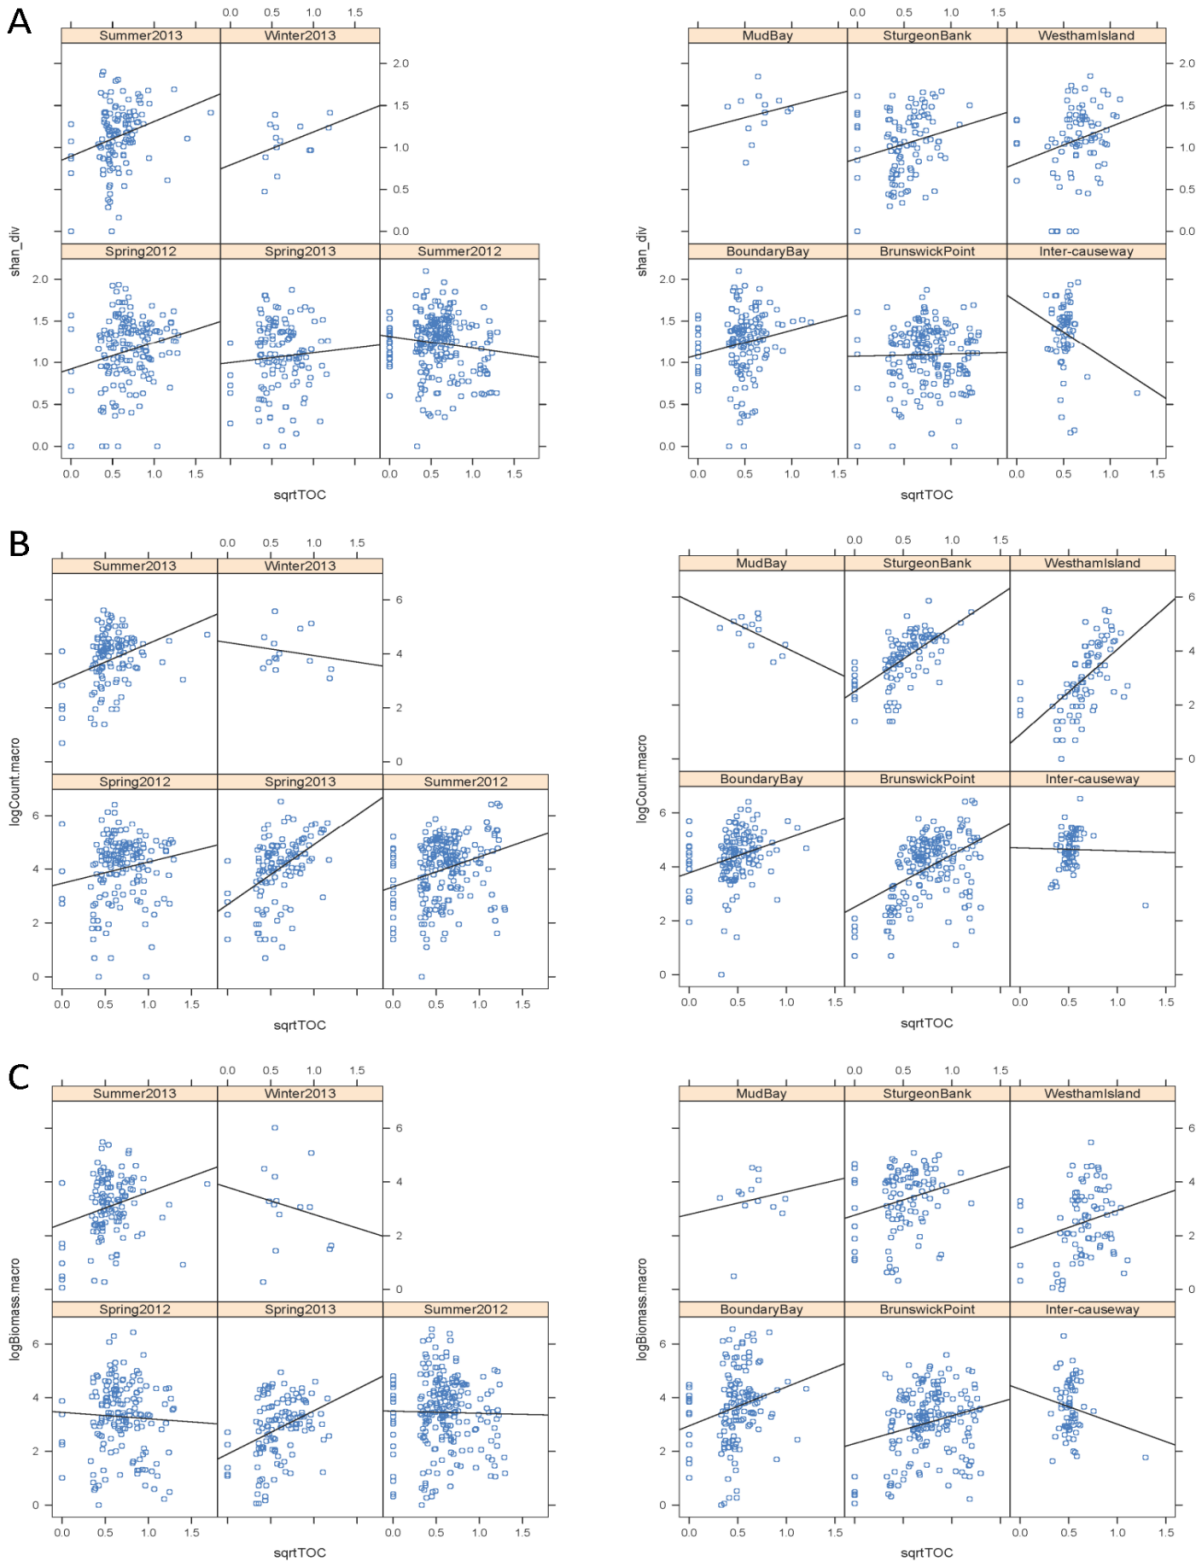 A
0.0 0.5 1.0 1.5
0.0 0.5 1.0 1.5
Summer2013 Winter2013
MudBay SturgeonBank WesthamIsland
2.0
1.5
1.0
0.5
0.0
2.0
1.5
1.0
0.5
0.0
shan_div
shan_div
Spring2012 Spring2013 Summer2012
BoundaryBay BrunswickPoint Inter-causeway
2.0
1.5
1.0
0.5
0.0
2.0
1.5
1.0
0.5
0.0
0.0 0.5 1.0 1.5 0.0 0.5 1.0 1.5
0.0 0.5 1.0 1.5 0.0 0.5 1.0 1.5
sqrtTOC
sqrtTOC
B
0.0 0.5 1.0 1.5
0.0 0.5 1.0 1.5
Summer2013 Winter2013
MudBay SturgeonBank WesthamIsland
6
4
2
0
6
4
2
0
logCount.macro
logCount.macro
Spring2012 Spring2013 Summer2012
BoundaryBay BrunswickPoint Inter-causeway
6
4
2
0
6
4
2
0
0.0 0.5 1.0 1.5 0.0 0.5 1.0 1.5
0.0 0.5 1.0 1.5 0.0 0.5 1.0 1.5
sqrtTOC
sqrtTOC
C
0.0 0.5 1.0 1.5
0.0 0.5 1.0 1.5
Summer2013 Winter2013
MudBay SturgeonBank WesthamIsland
6
4
2
0
6
4
2
0
logBiomass.macro
logBiomass.macro
Spring2012 Spring2013 Summer2012
BoundaryBay BrunswickPoint Inter-causeway
6
4
2
0
6
4
2
0
0.0 0.5 1.0 1.5 0.0 0.5 1.0 1.5
0.0 0.5 1.0 1.5 0.0 0.5 1.0 1.5
sqrtTOC
sqrtTOC